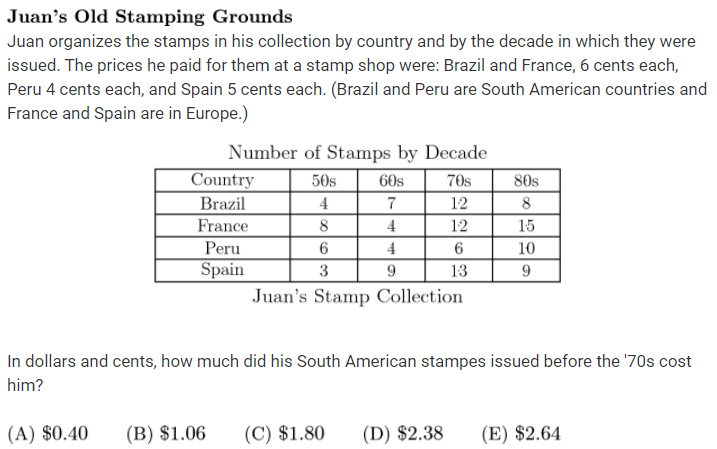 Juan's Old Stamping Grounds
Juan organizes the stamps in his collection by country and by the decade in which they were
issued. The prices he paid for them at a stamp shop were: Brazil and France, 6 cents each,
Peru 4 cents each, and Spain 5 cents each. (Brazil and Peru are South American countries and
France and Spain are in Europe.)
Number of Stamps by Decade
Country 50s 60s 70s 80s
Brazil 4 7 12 8
France 8 4 12 15
Peru 6 4 6 10
Spain 3 9 13 9
Juan's Stamp Collection
In dollars and cents, how much did his South American stampes issued before the '70s cost
him?
(A) $0.40 (B) $1.06 (C) $1.80 (D) $2.38 (E) $2.64